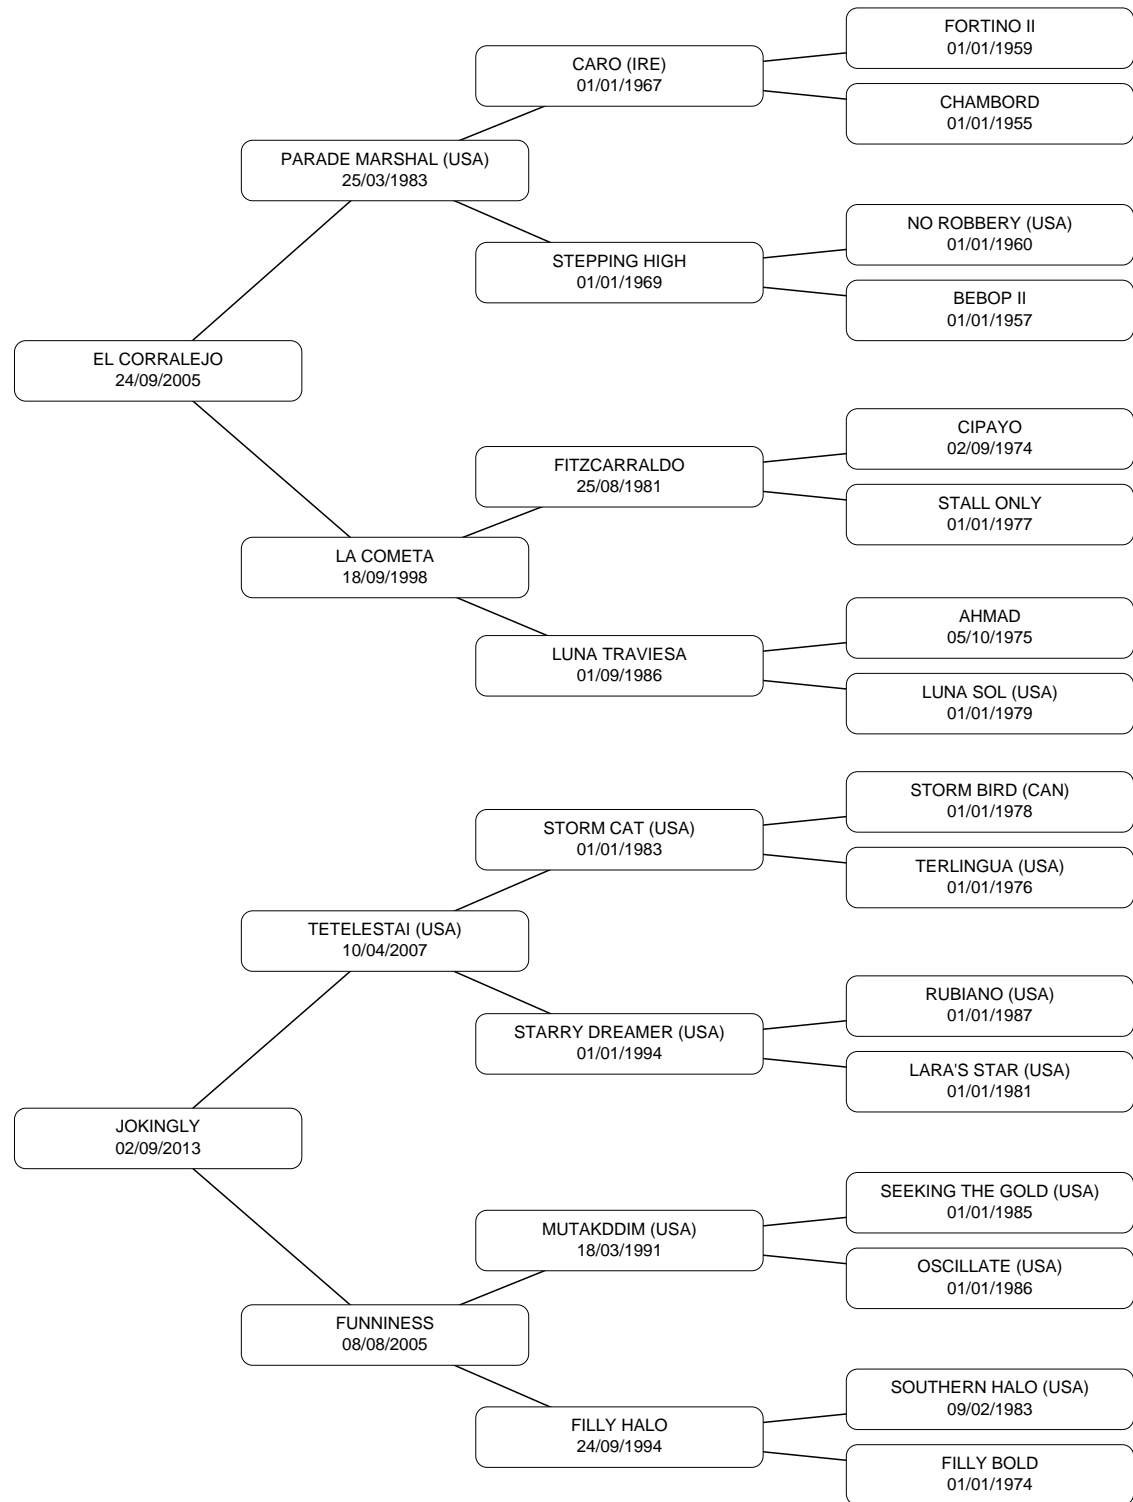 FORTINO II
01/01/1959
CARO (IRE)
01/01/1967
CHAMBORD
01/01/1955
PARADE MARSHAL (USA)
25/03/1983
NO ROBBERY (USA)
01/01/1960
STEPPING HIGH
01/01/1969
BEBOP II
01/01/1957
EL CORRALEJO
24/09/2005
CIPAYO
02/09/1974
FITZCARRALDO
25/08/1981
STALL ONLY
01/01/1977
LA COMETA
18/09/1998
AHMAD
05/10/1975
LUNA TRAVIESA
01/09/1986
LUNA SOL (USA)
01/01/1979
STORM BIRD (CAN)
01/01/1978
STORM CAT (USA)
01/01/1983
TERLINGUA (USA)
01/01/1976
TETELESTAI (USA)
10/04/2007
RUBIANO (USA)
01/01/1987
STARRY DREAMER (USA)
01/01/1994
LARA'S STAR (USA)
01/01/1981
JOKINGLY
02/09/2013
SEEKING THE GOLD (USA)
01/01/1985
MUTAKDDIM (USA)
18/03/1991
OSCILLATE (USA)
01/01/1986
FUNNINESS
08/08/2005
SOUTHERN HALO (USA)
09/02/1983
FILLY HALO
24/09/1994
FILLY BOLD
01/01/1974